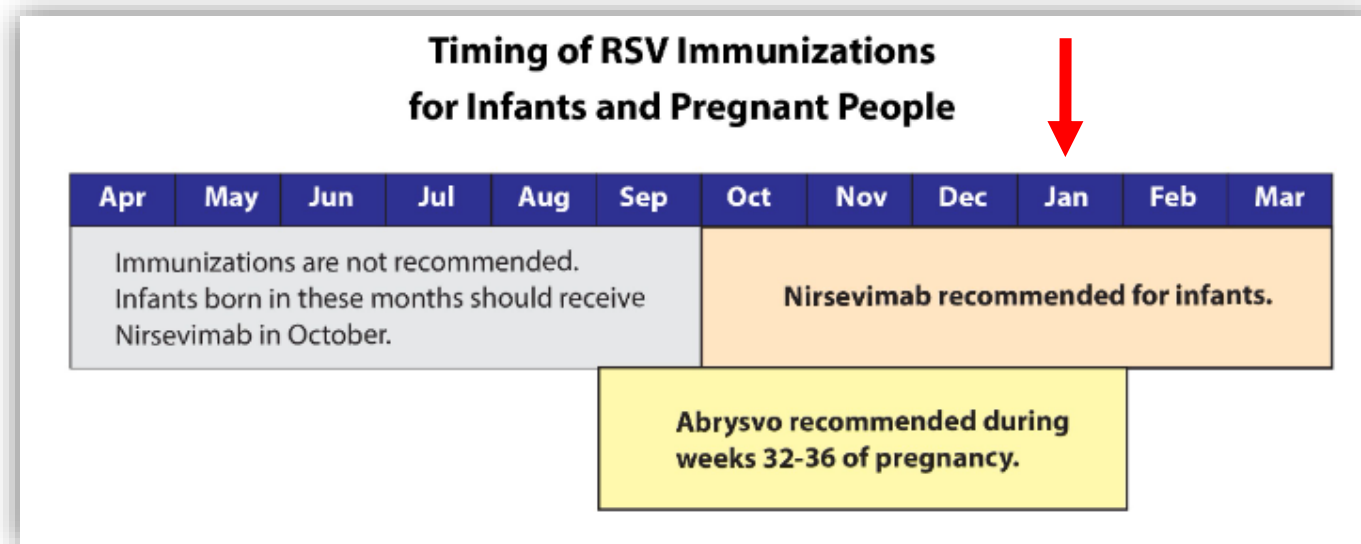 Timing of RSV Immunizations
for Infants and Pregnant People
Apr May Jun Jul Aug Sep Oct Nov Dec Jan Feb Mar
Immunizations are not recommended.
Infants born in these months should receive
Nirsevimab in October.
Nirsevimab recommended for infants.
Abrysvo recommended during
weeks 32-36 of pregnancy.